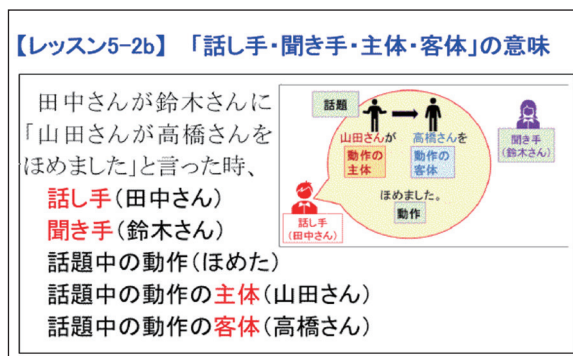 【レッスン5-2b】 「話し手・聞き手・主体・客体」の意味
田中さんが鈴木さんに
「山田さんが高橋さんを
ほめました」と言った時、
話し手(田中さん)
聞き手(鈴木さん)
話題中の動作(ほめた)
話題中の動作の主体(山田さん)
話題中の動作の客体(高橋さん)
話題
山田さんが
動作の
主体
高橋さんを
動作の
客体
ほめました。
動作
話し手
(田中さん)
聞き手
(鈴木さん)